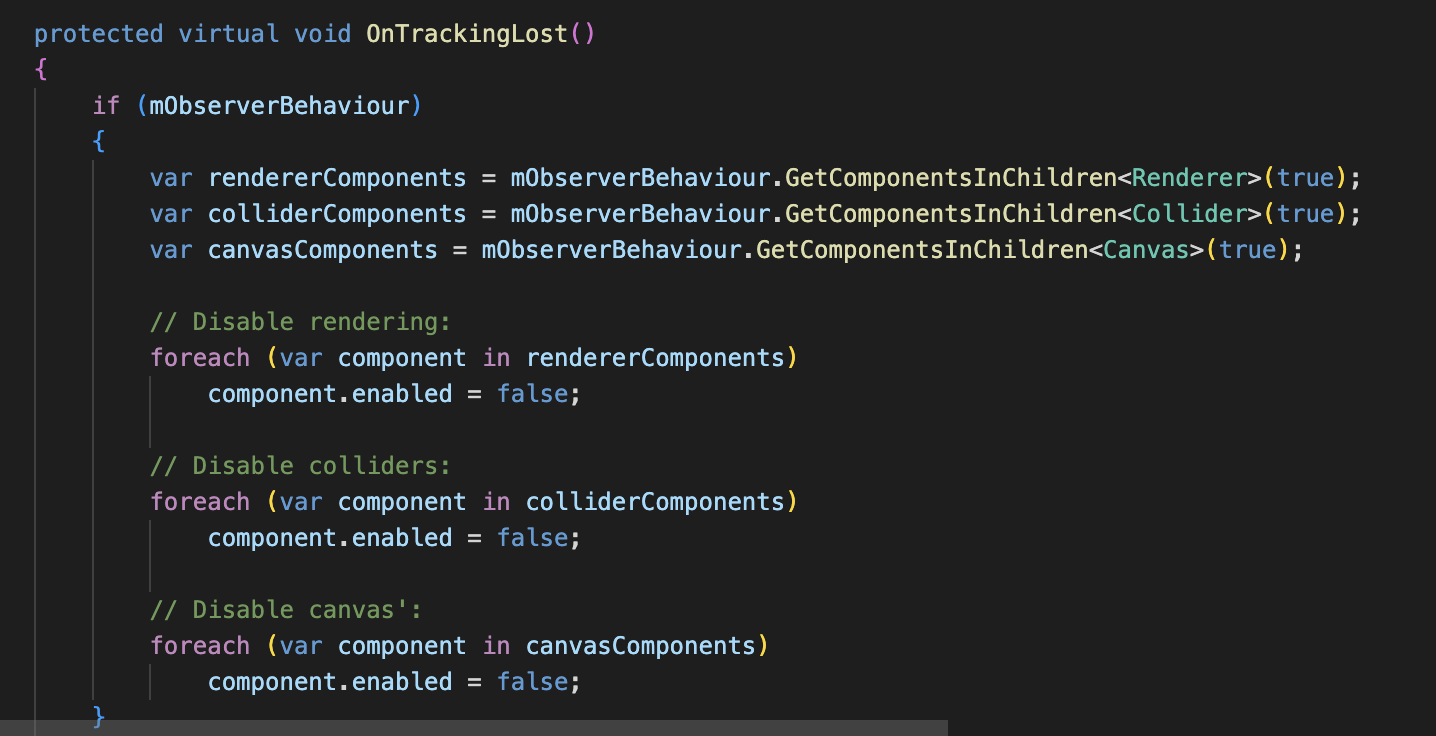 protected virtual void OnTrackingLost()
{
    if (mObserverBehaviour)
    {
        var rendererComponents = mObserverBehaviour.GetComponentsInChildren<Renderer>(true);
        var colliderComponents = mObserverBehaviour.GetComponentsInChildren<Collider>(true);
        var canvasComponents = mObserverBehaviour.GetComponentsInChildren<Canvas>(true);

        // Disable rendering:
        foreach (var component in rendererComponents)
            component.enabled = false;

        // Disable colliders:
        foreach (var component in colliderComponents)
            component.enabled = false;

        // Disable canvas':
        foreach (var component in canvasComponents)
            component.enabled = false;
    }